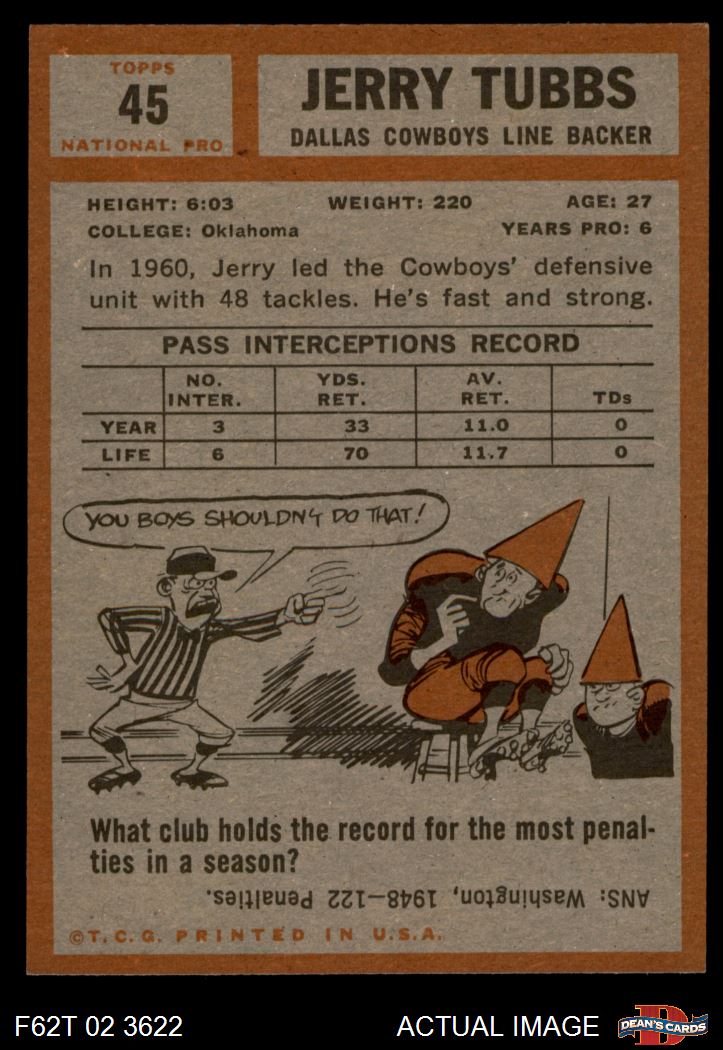 TOPPS
45
NATIONAL PRO
JERRY TUBBS
DALLAS COWBOYS LINE BACKER
HEIGHT: 6:03 WEIGHT: 220 AGE: 27
COLLEGE: Oklahoma YEARS PRO: 6
In 1960, Jerry led the Cowboys' defensive
unit with 48 tackles. He's fast and strong.
PASS INTERCEPTIONS RECORD
NO. INTER. YDS. RET. AV. RET. TDs
YEAR 3 33 11.0 0
LIFE 6 70 11.7 0
YOU BOYS SHOULDN'T DO THAT!
What club holds the record for the most penal-
ties in a season?
ANS: Washington, 1948—122 Penalties.
©T.C.G. PRINTED IN U.S.A.
F62T 02 3622 ACTUAL IMAGE
D
DEAN'S CARDS